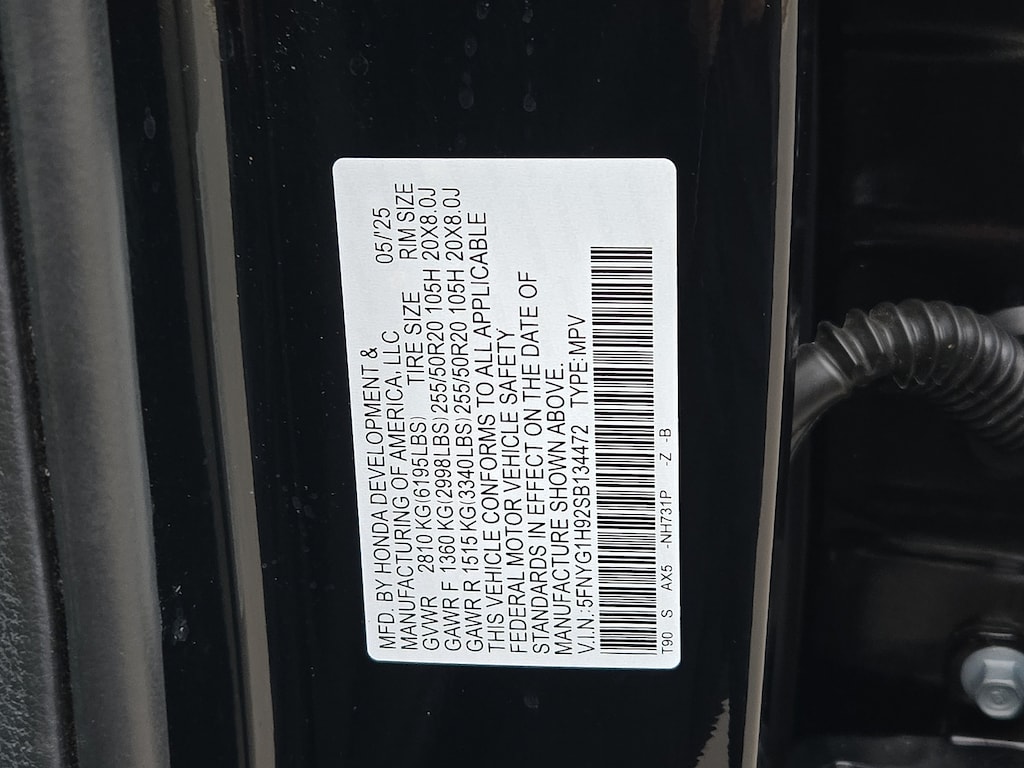 MFD. BY HONDA DEVELOPMENT &
MANUFACTURING OF AMERICA, LLC 05/'25
GVWR 2810 KG(6195LBS) TIRE SIZE RIM SIZE
GAWR F 1360 KG(2998LBS) 255/50R20 105H 20X8.0J
GAWR R 1515 KG(3340LBS) 255/50R20 105H 20X8.0J
THIS VEHICLE CONFORMS TO ALL APPLICABLE
FEDERAL MOTOR VEHICLE SAFETY
STANDARDS IN EFFECT ON THE DATE OF
MANUFACTURE SHOWN ABOVE.
V.I.N.:5FNYG1H92SB134472 TYPE:MPV
T90 S AX5 -NH731P -Z -B